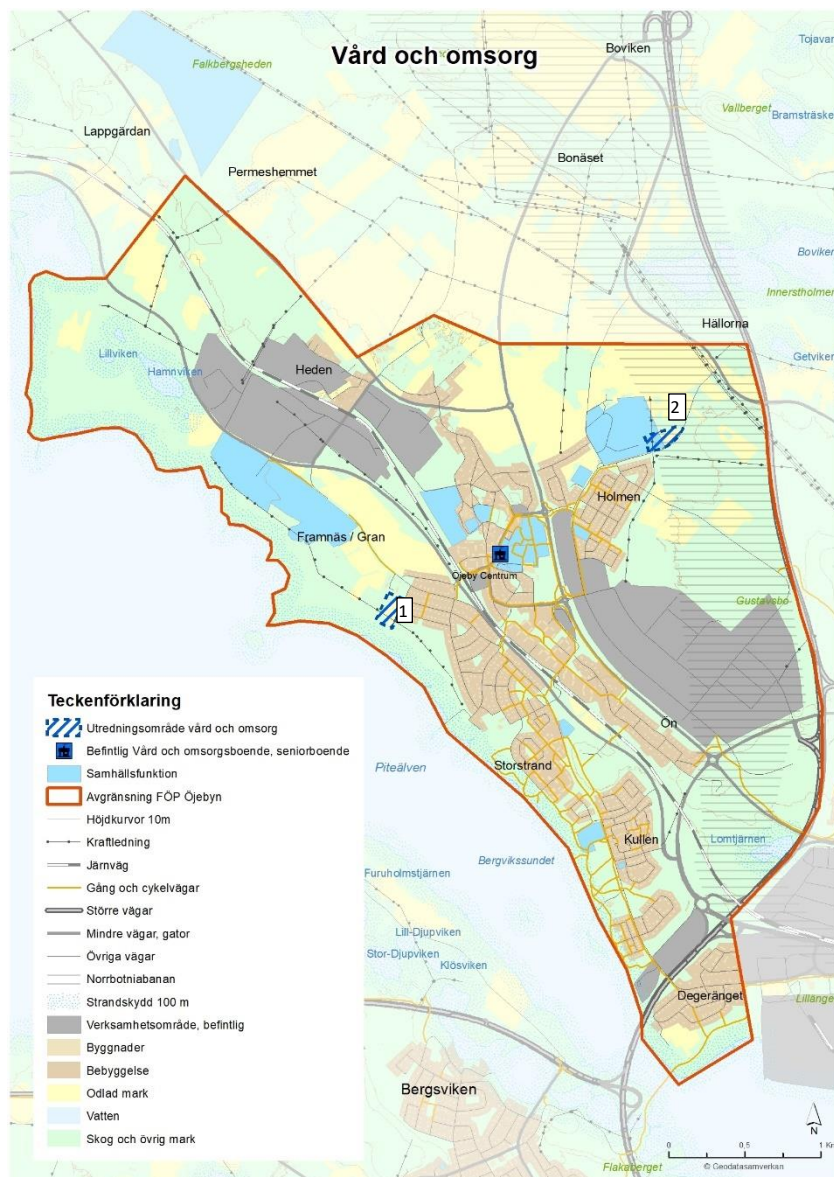 Vård och omsorg
Boviken
Tojavar
Falkbergsheden
Vallberget
Bramsträske
Lappgärdan
Bonäset
Permeshemmet
Boviken
Innerstholmer
Hällorna
Lillviken
Getviken
Hamnviken
Heden
2
Holmen
Framnäs / Gran
Öjeby Centrum
1
Gustavsbo
Teckenförklaring
Utredningsområde vård och omsorg
Befintlig Vård och omsorgsboende, seniorboende
Samhällsfunktion
Avgränsning FÖP Öjebyn
Höjdkurvor 10m
Kraftledning
Järnväg
Gång och cykelvägar
Större vägar
Mindre vägar, gator
Övriga vägar
Norrbotniabanan
Strandskydd 100 m
Verksamhetsområde, befintlig
Byggnader
Bebyggelse
Odlad mark
Vatten
Skog och övrig mark
Ön
Storstrand
Piteälven
Kullen
Lomtjärnen
Bergvikssundet
Furuholmstjärnen
Lill-Djupviken
Stor-Djupviken
Klösviken
Degeränget
Lillänge
Bergsviken
N
0 0,5 1 K
Flakaberget
© Geodatasamverkan